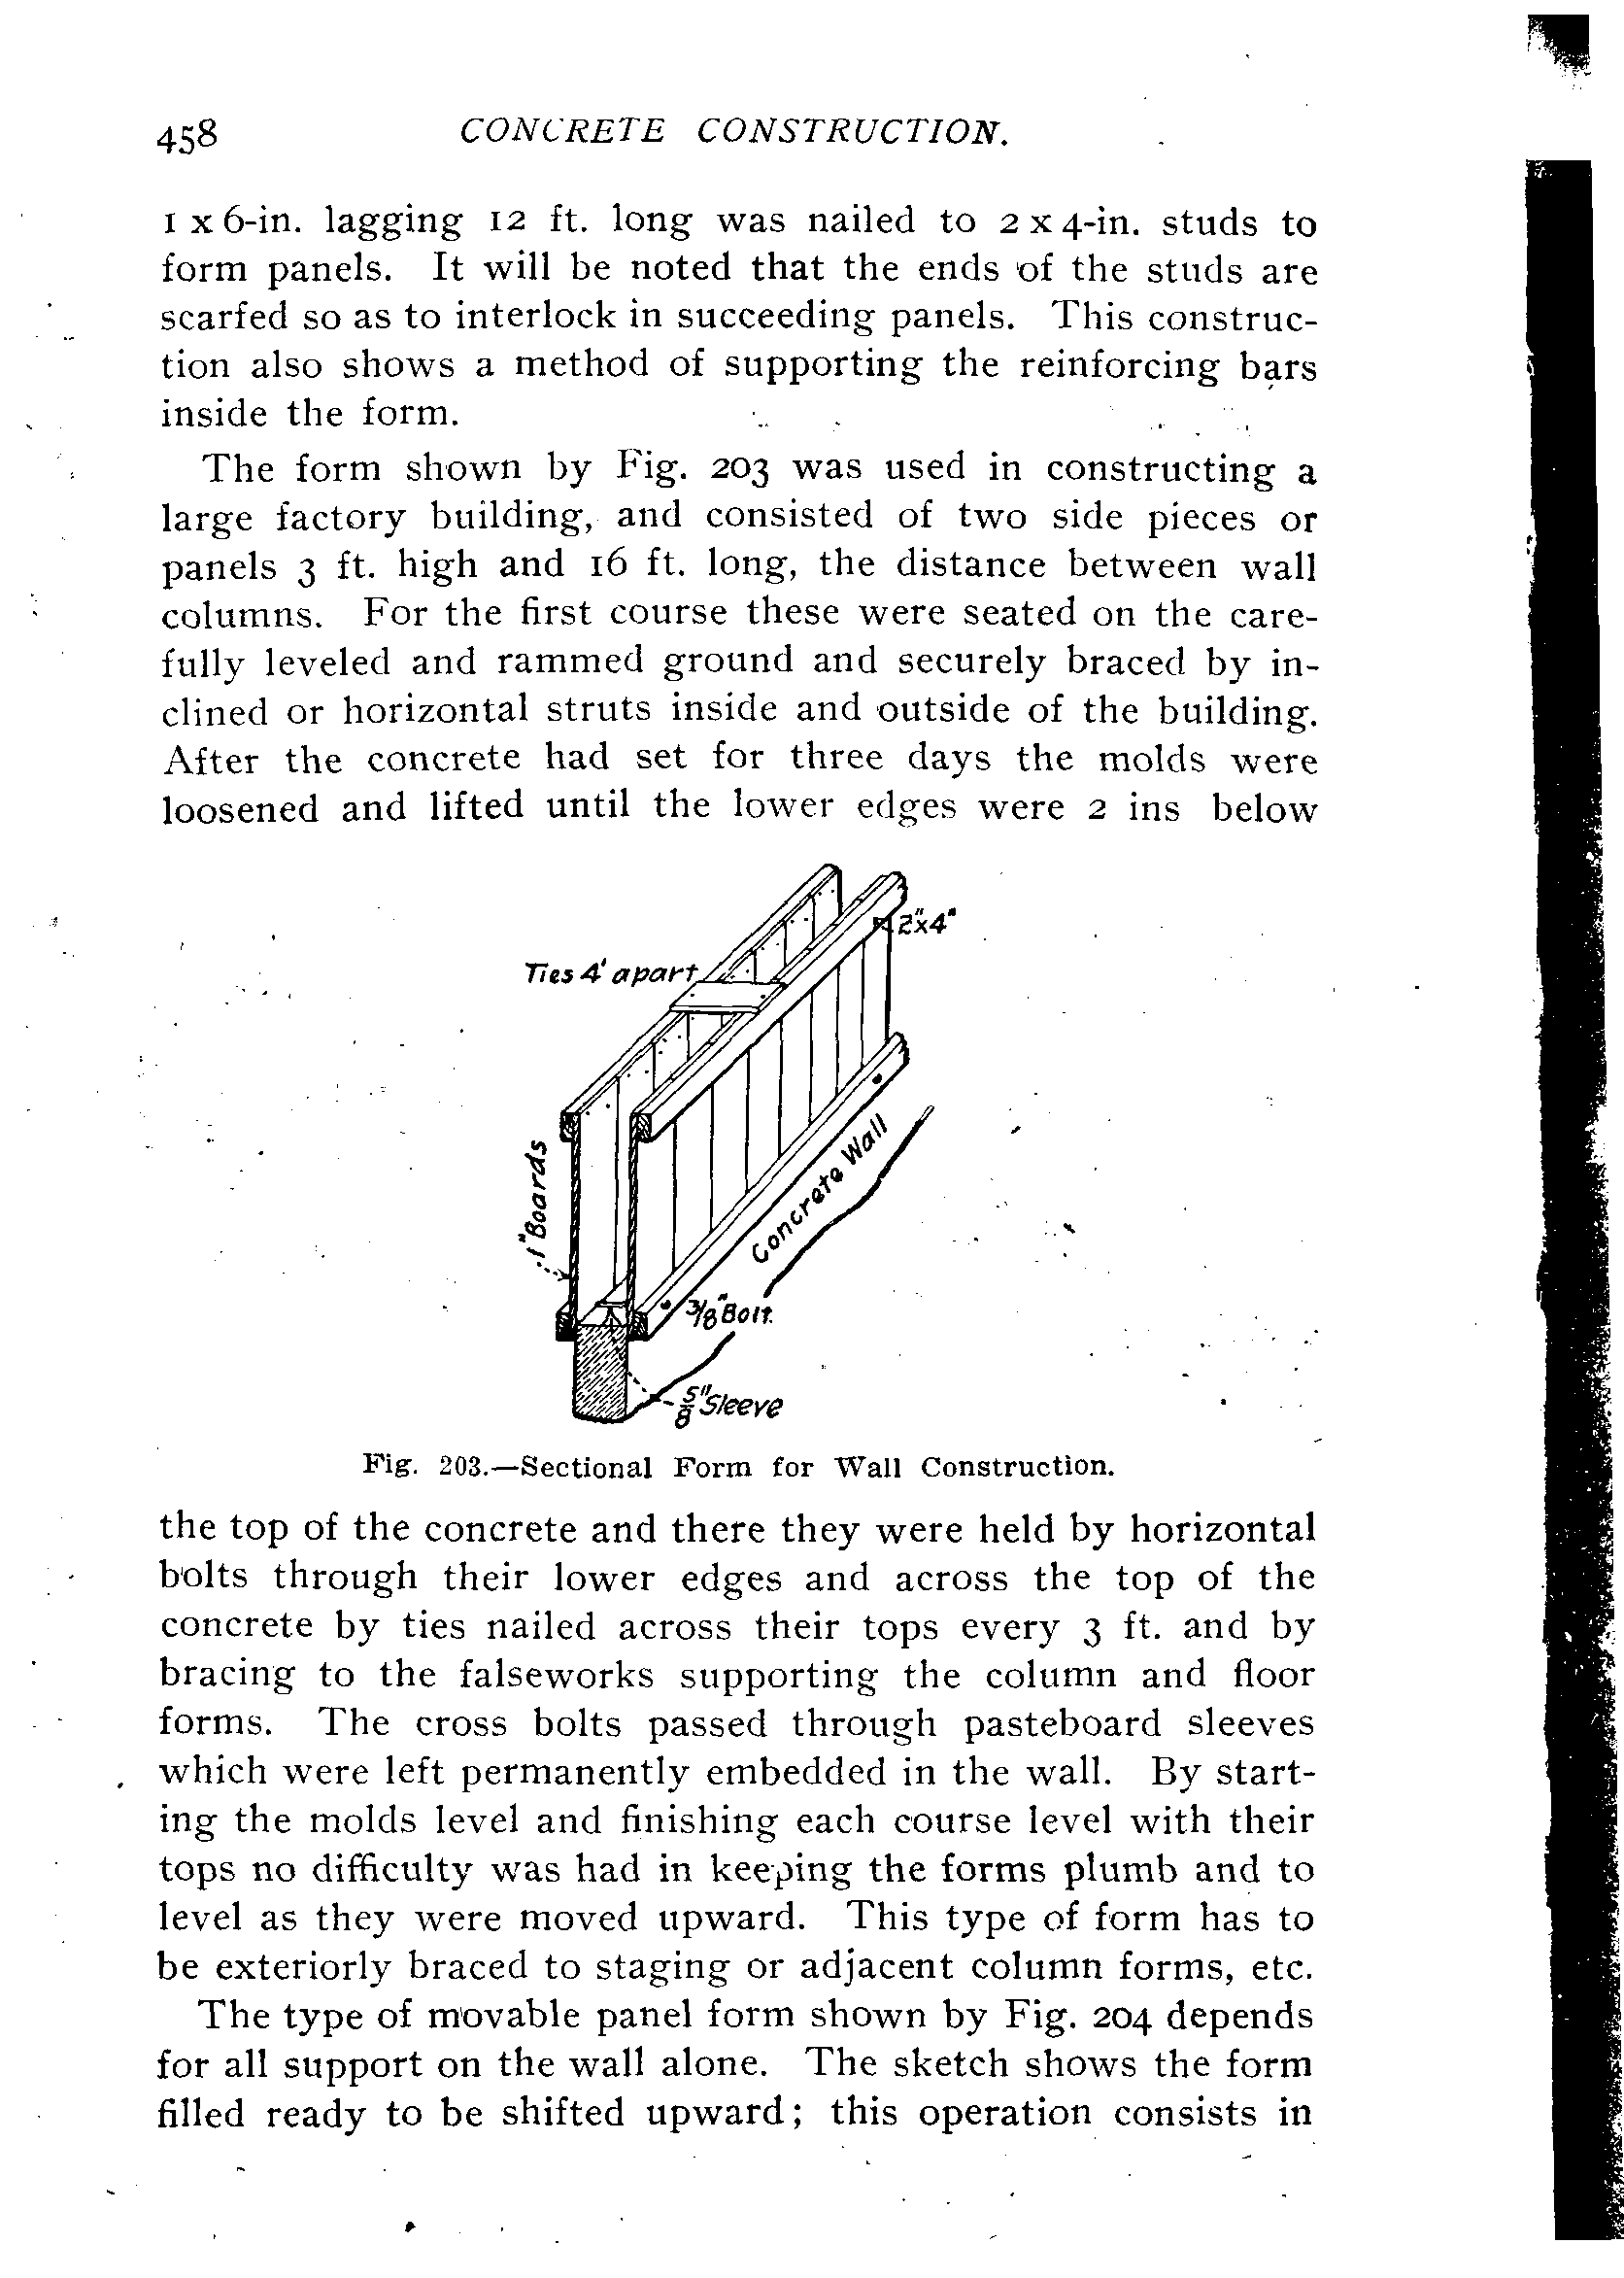 458 CONCRETE CONSTRUCTION.
1 x 6-in. lagging 12 ft. long was nailed to 2 x 4-in. studs to
form panels. It will be noted that the ends of the studs are
scarfed so as to interlock in succeeding panels. This construc-
tion also shows a method of supporting the reinforcing bars
inside the form.
The form shown by Fig. 203 was used in constructing a
large factory building, and consisted of two side pieces or
panels 3 ft. high and 16 ft. long, the distance between wall
columns. For the first course these were seated on the care-
fully leveled and rammed ground and securely braced by in-
clined or horizontal struts inside and outside of the building.
After the concrete had set for three days the molds were
loosened and lifted until the lower edges were 2 ins below
2"x4"
Ties 4' apart
1" Boards
Concrete Wall
3/8" Bolt.
5/8" Sleeve
Fig. 203.—Sectional Form for Wall Construction.
the top of the concrete and there they were held by horizontal
bolts through their lower edges and across the top of the
concrete by ties nailed across their tops every 3 ft. and by
bracing to the falseworks supporting the column and floor
forms. The cross bolts passed through pasteboard sleeves
which were left permanently embedded in the wall. By start-
ing the molds level and finishing each course level with their
tops no difficulty was had in keeping the forms plumb and to
level as they were moved upward. This type of form has to
be exteriorly braced to staging or adjacent column forms, etc.
The type of movable panel form shown by Fig. 204 depends
for all support on the wall alone. The sketch shows the form
filled ready to be shifted upward; this operation consists in